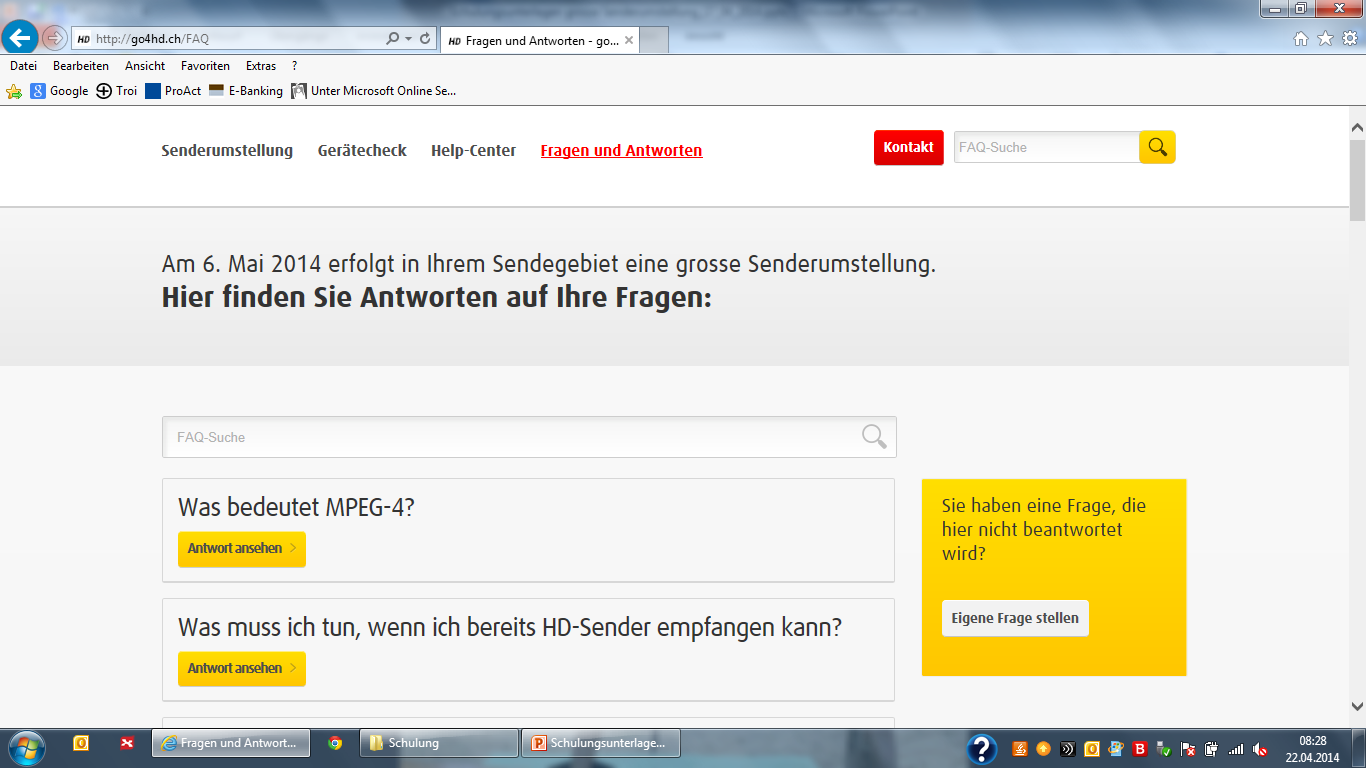 HD http://go4hd.ch/FAQ
HD Fragen und Antworten - go...
Datei Bearbeiten Ansicht Favoriten Extras ?
Google Troi ProAct E-Banking Unter Microsoft Online Se...
Senderumstellung Gerätecheck Help-Center Fragen und Antworten Kontakt FAQ-Suche
Am 6. Mai 2014 erfolgt in Ihrem Sendegebiet eine grosse Senderumstellung.
Hier finden Sie Antworten auf Ihre Fragen:
FAQ-Suche
Was bedeutet MPEG-4?
Antwort ansehen
Was muss ich tun, wenn ich bereits HD-Sender empfangen kann?
Antwort ansehen
Sie haben eine Frage, die
hier nicht beantwortet
wird?
Eigene Frage stellen
Fragen und Antwort... Schulung Schulungsunterlage...
08:28
22.04.2014